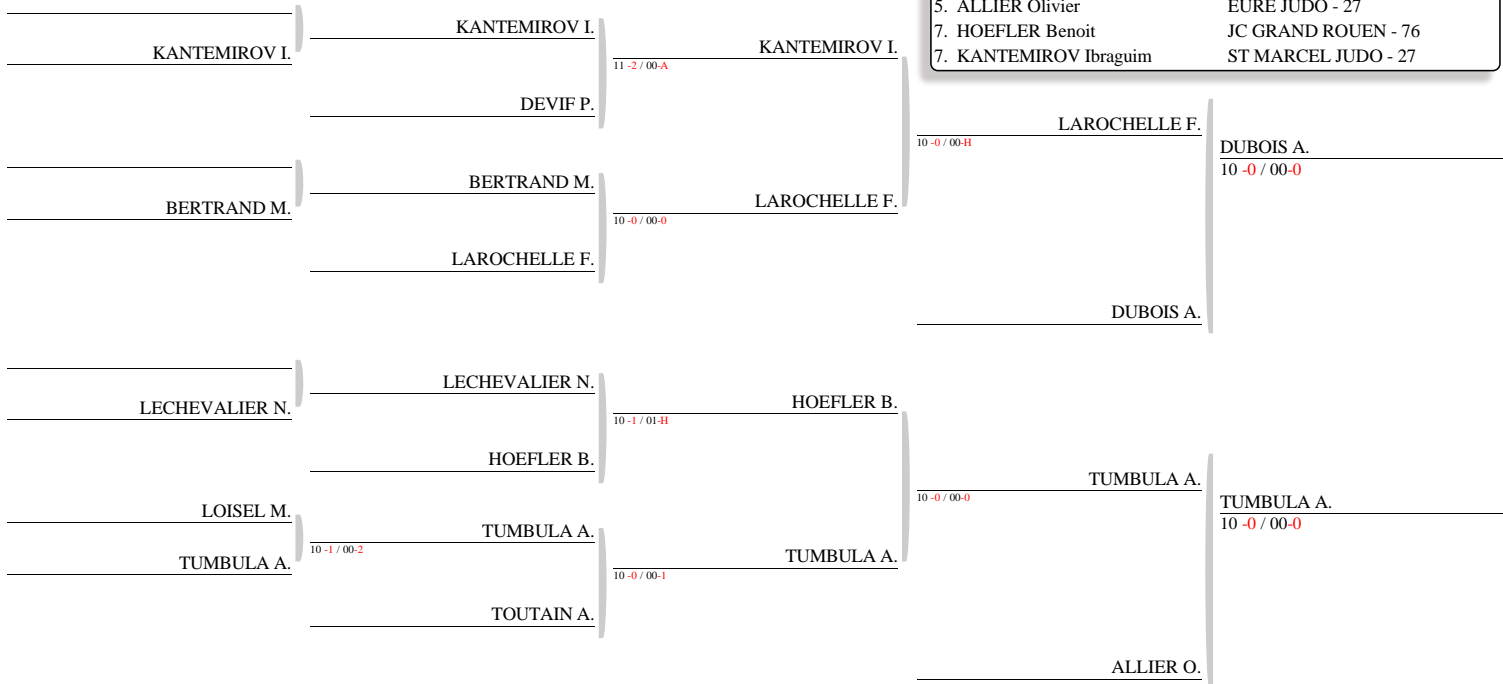 5. ALLIER Olivier EURE JUDO - 27
7. HOEFLER Benoit JC GRAND ROUEN - 76
7. KANTEMIROV Ibraguim ST MARCEL JUDO - 27
KANTEMIROV I.
BERTRAND M.
LECHEVALIER N.
LOISEL M.
TUMBULA A.
KANTEMIROV I.
DEVIF P.
BERTRAND M.
LAROCHELLE F.
LECHEVALIER N.
HOEFLER B.
TUMBULA A.
10 -1 / 00-2
TOUTAIN A.
KANTEMIROV I.
11 -2 / 00-A
LAROCHELLE F.
10 -0 / 00-0
HOEFLER B.
10 -1 / 01-H
TUMBULA A.
10 -0 / 00-1
LAROCHELLE F.
10 -0 / 00-H
DUBOIS A.
TUMBULA A.
10 -0 / 00-0
ALLIER O.
DUBOIS A.
10 -0 / 00-0
TUMBULA A.
10 -0 / 00-0